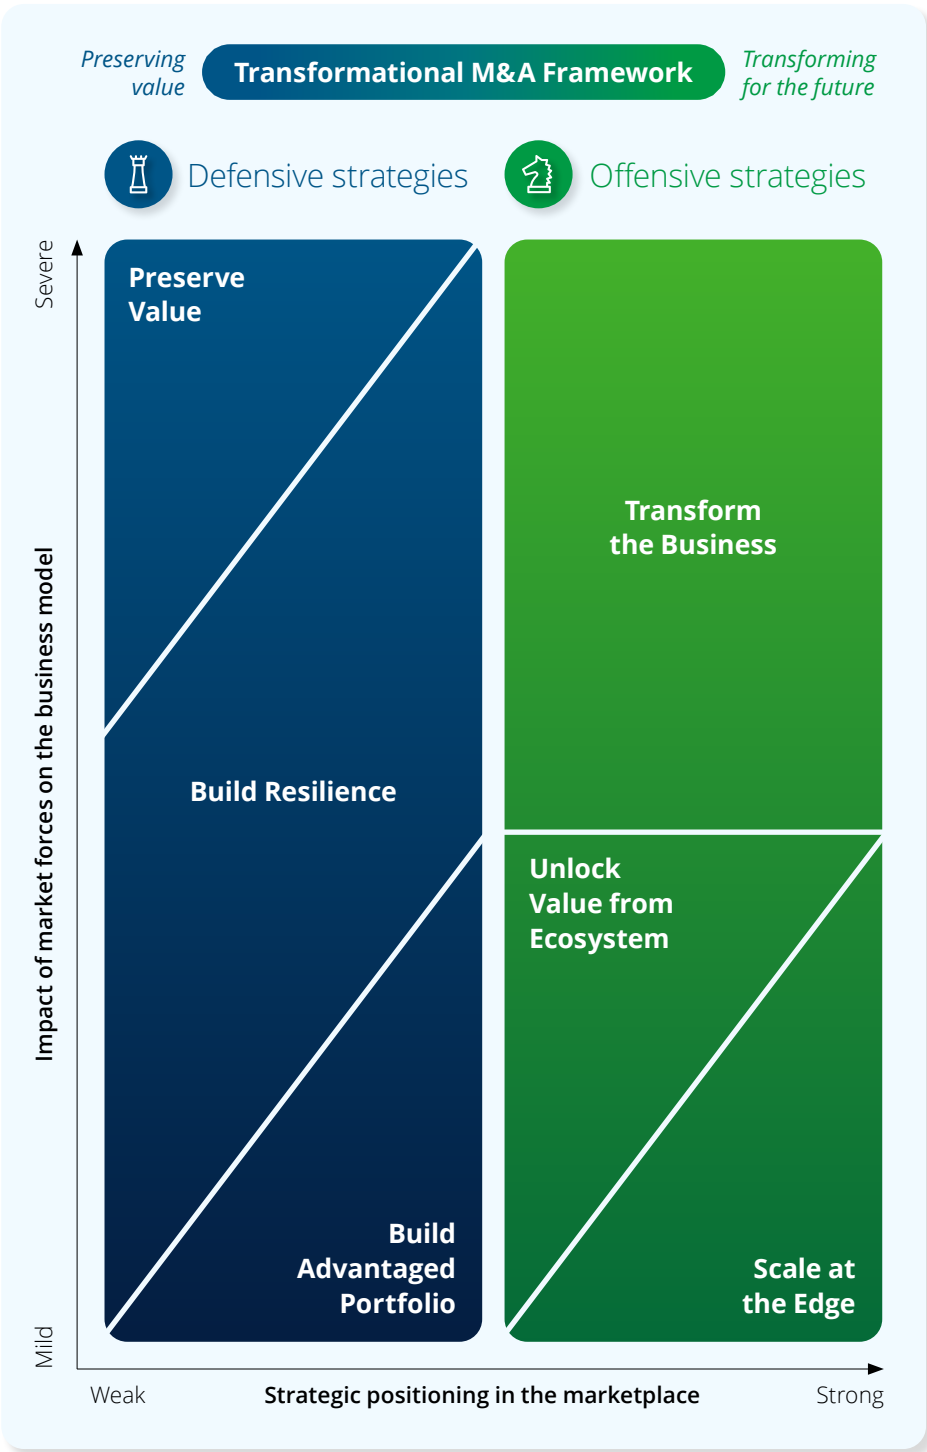 Preserving
value
Transformational M&A Framework
Transforming
for the future
Defensive strategies
Offensive strategies
Severe
Impact of market forces on the business model
Mild
Preserve
Value
Build Resilience
Build
Advantaged
Portfolio
Transform
the Business
Unlock
Value from
Ecosystem
Scale at
the Edge
Weak
Strategic positioning in the marketplace
Strong